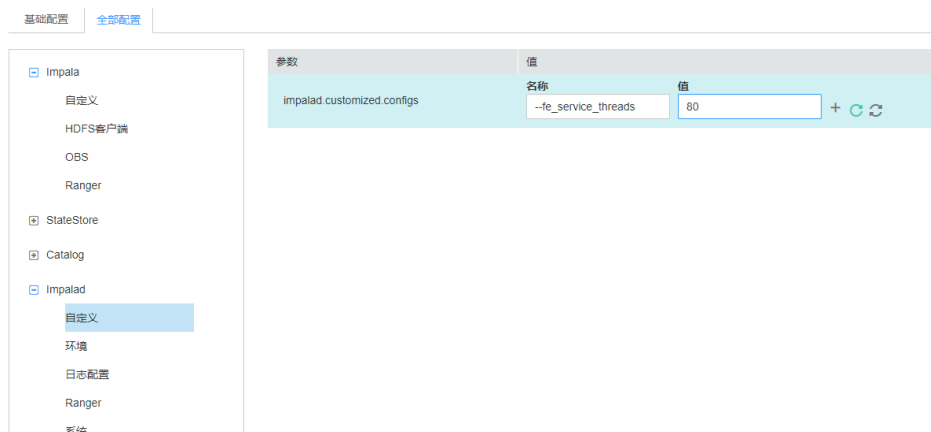 基础配置
全部配置
Impala
自定义
HDFS客户端
OBS
Ranger
StateStore
Catalog
Impalad
自定义
环境
日志配置
Ranger
系统
参数
值
impalad.customized.configs
名称
值
--fe_service_threads
80